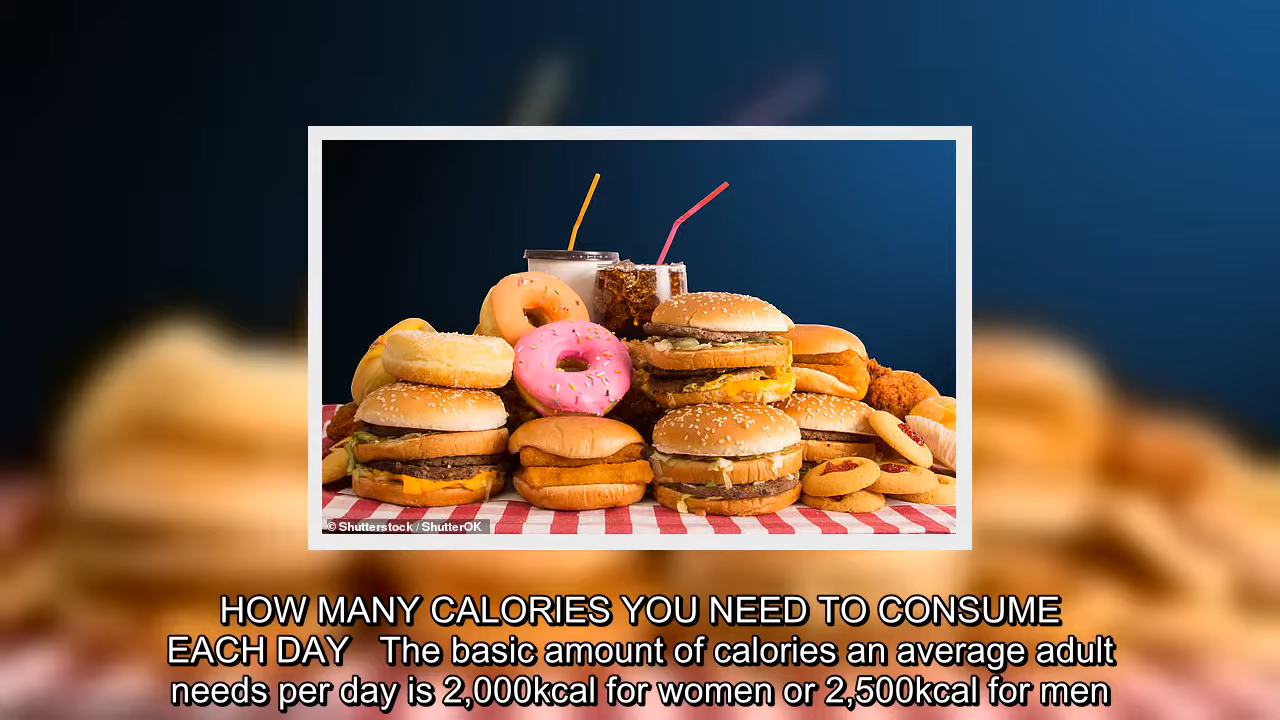 © Shutterstock / ShutterOK
HOW MANY CALORIES YOU NEED TO CONSUME
EACH DAY   The basic amount of calories an average adult
needs per day is 2,000kcal for women or 2,500kcal for men